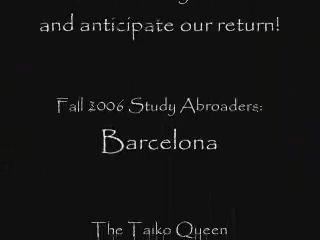 and anticipate our return!
Fall 2006 Study Abroaders:
Barcelona
The Taiko Queen